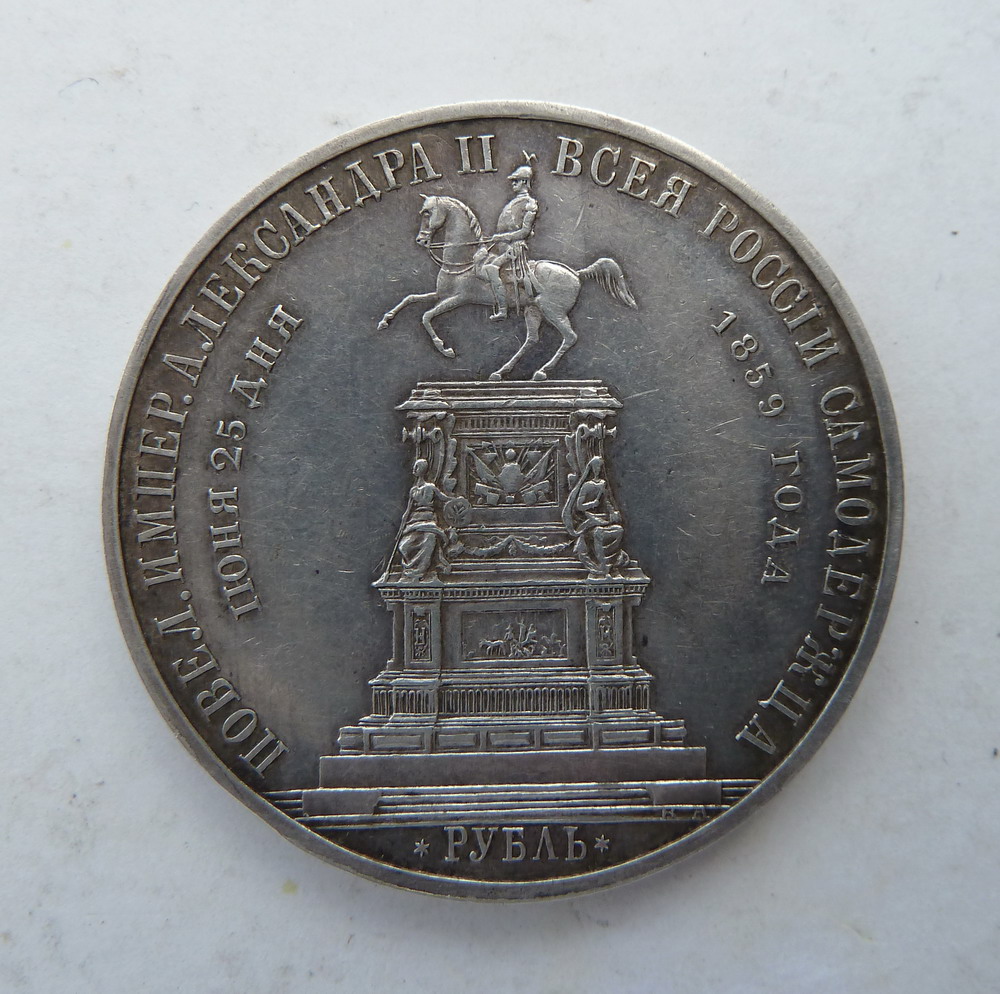 ПОВЕЛ. ИМПЕР. АЛЕКСАНДРА II ВСЕЯ РОССІИ САМОДЕРЖЦА
ІЮНЯ 25 ДНЯ
1859 ГОДА
* РУБЛЬ *